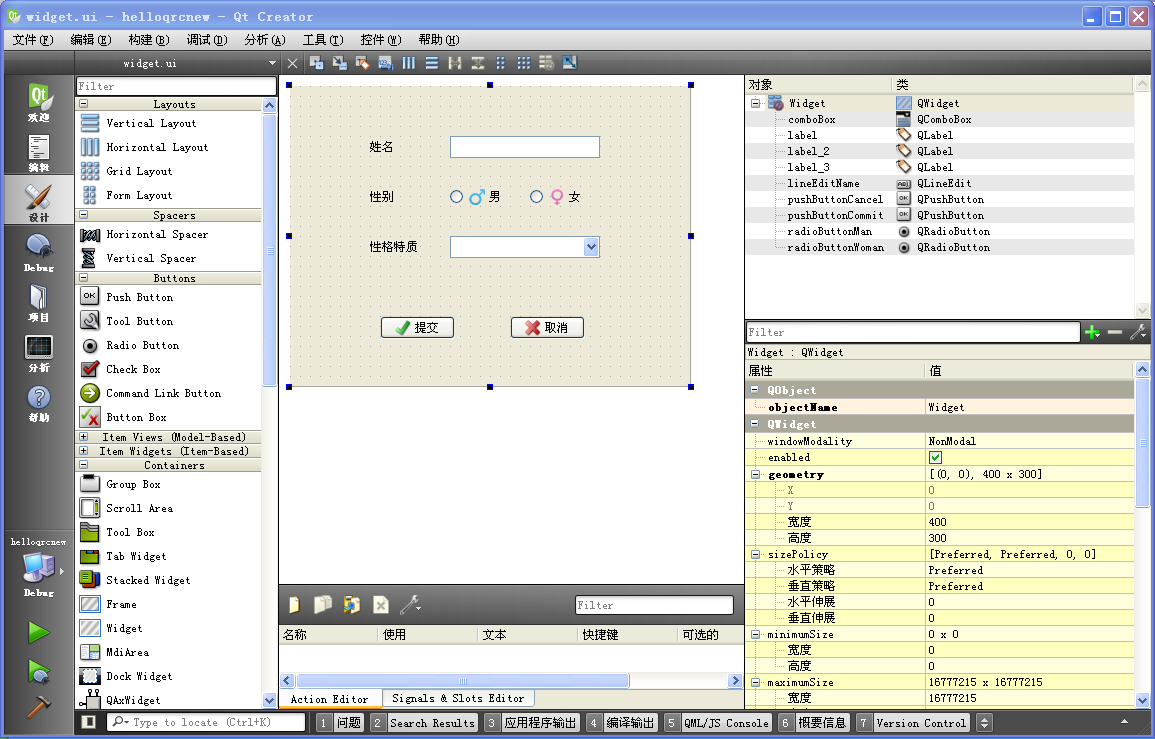 widget.ui - helloqrcnew - Qt Creator
文件(F) 编辑(E) 构建(B) 调试(D) 分析(A) 工具(T) 控件(W) 帮助(H)
widget.ui
Qt
欢迎
编辑
设计
Debug
项目
分析
帮助
helloqrcnew
Debug
Filter
Layouts
Vertical Layout
Horizontal Layout
Grid Layout
Form Layout
Spacers
Horizontal Spacer
Vertical Spacer
Buttons
OK Push Button
Tool Button
Radio Button
Check Box
Command Link Button
Button Box
Item Views (Model-Based)
Item Widgets (Item-Based)
Containers
Group Box
Scroll Area
Tool Box
Tab Widget
Stacked Widget
Frame
Widget
MdiArea
Dock Widget
QAxWidget
姓名
性别 男 女
性格特质
提交 取消
Filter
名称 使用 文本 快捷键 可选的
Action Editor Signals & Slots Editor
对象 类
Widget QWidget
comboBox QComboBox
label QLabel
label_2 QLabel
label_3 QLabel
lineEditName QLineEdit
pushButtonCancel OK QPushButton
pushButtonCommit OK QPushButton
radioButtonMan QRadioButton
radioButtonWoman QRadioButton
Filter
Widget : QWidget
属性 值
QObject
objectName Widget
QWidget
windowModality NonModal
enabled
geometry [(0, 0), 400 x 300]
X 0
Y 0
宽度 400
高度 300
sizePolicy [Preferred, Preferred, 0, 0]
水平策略 Preferred
垂直策略 Preferred
水平伸展 0
垂直伸展 0
minimumSize 0 x 0
宽度 0
高度 0
maximumSize 16777215 x 16777215
宽度 16777215
Type to locate (Ctrl+K) 1 问题 2 Search Results 3 应用程序输出 4 编译输出 5 QML/JS Console 6 概要信息 7 Version Control